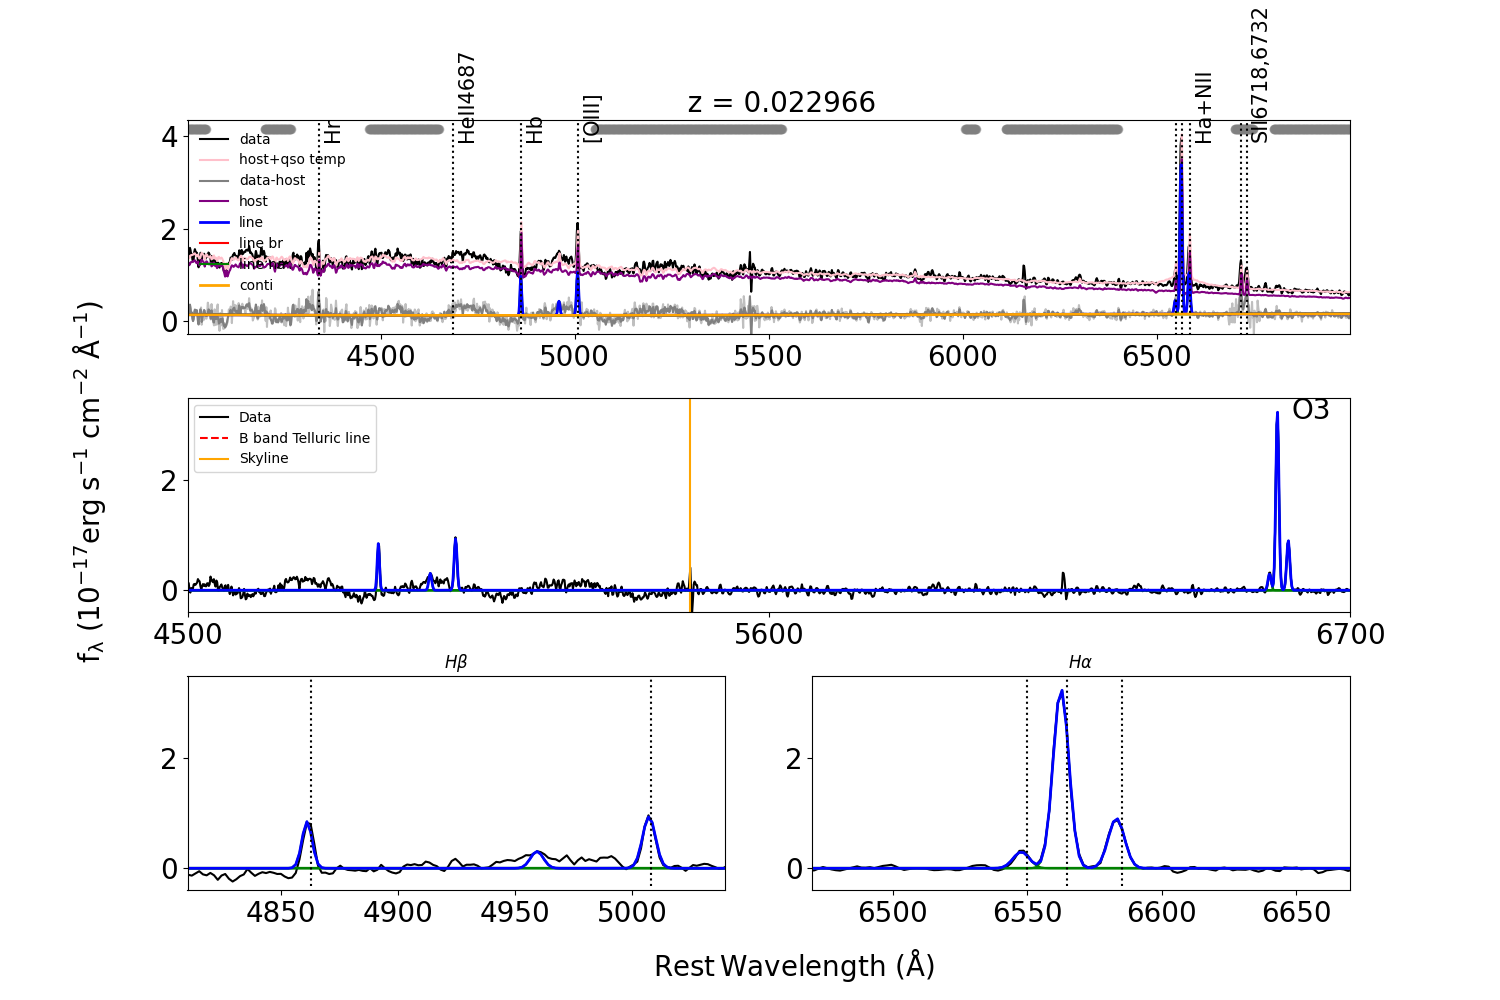 z = 0.022966
Hr
HeII4687
Hb
[OIII]
Ha+NII
SII6718,6732
data
host+qso temp
data-host
host
line
line br
line
conti
4
2
0
4500 5000 5500 6000 6500
Data
B band Telluric line
Skyline
O3
2
0
4500 5600 6700
Hβ
2
0
4850 4900 4950 5000
Hα
2
0
6500 6550 6600 6650
fλ (10−17erg s−1 cm−2 Å−1)
Rest Wavelength (Å)